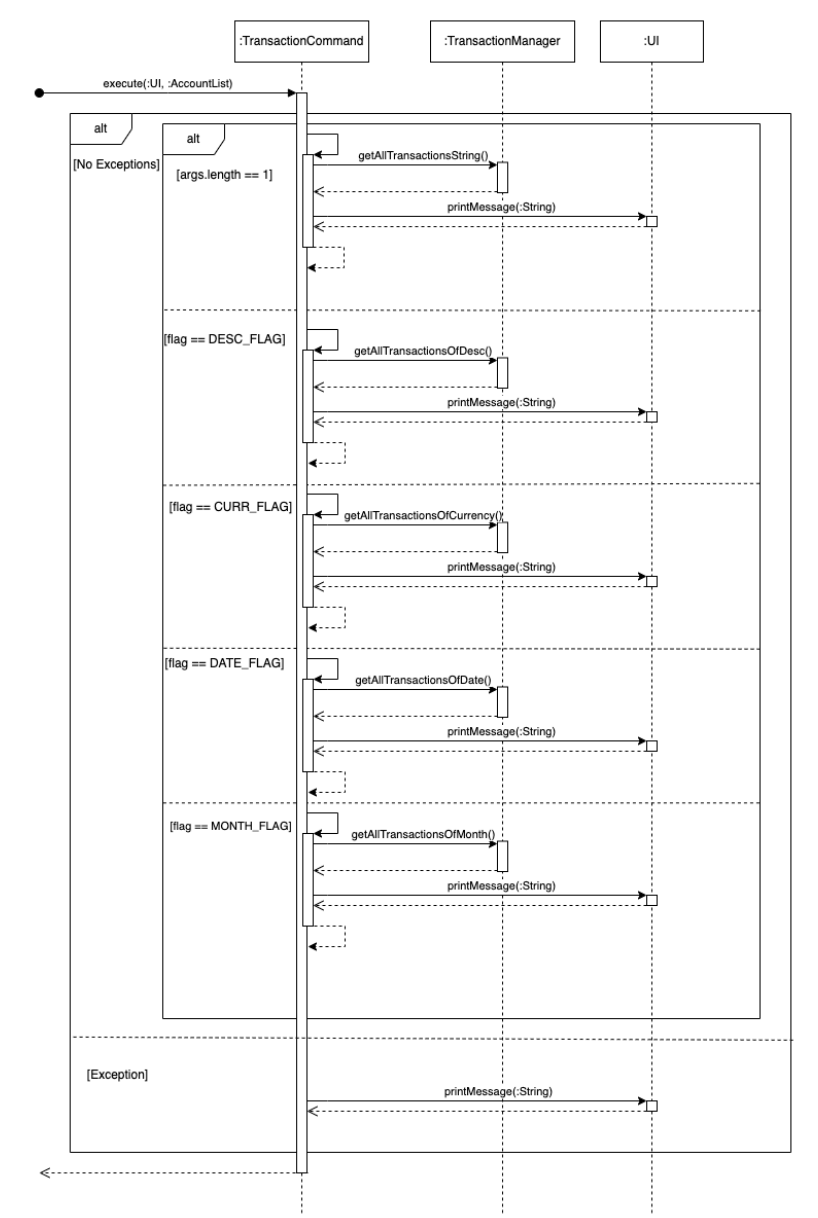 :TransactionCommand
:TransactionManager
:UI
execute(:UI, :AccountList)
alt
alt
[No Exceptions]
getAllTransactionsString()
[args.length == 1]
printMessage(:String)
[flag == DESC_FLAG]
getAllTransactionsOfDesc()
printMessage(:String)
[flag == CURR_FLAG]
getAllTransactionsOfCurrency()
printMessage(:String)
[flag == DATE_FLAG]
getAllTransactionsOfDate()
printMessage(:String)
[flag == MONTH_FLAG]
getAllTransactionsOfMonth()
printMessage(:String)
[Exception]
printMessage(:String)